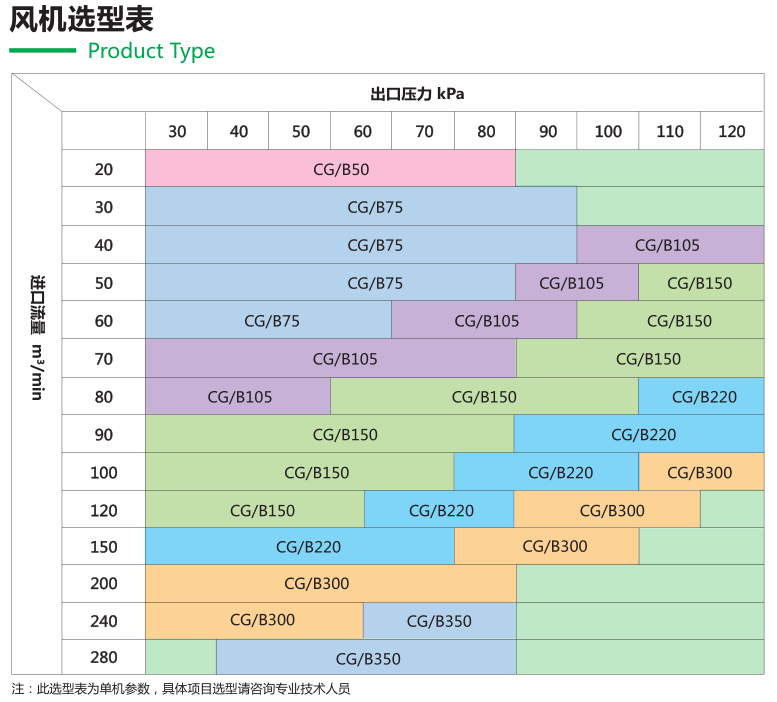 风机选型表
Product Type
出口压力 kPa
30 40 50 60 70 80 90 100 110 120
进口流量 m³/min
20 CG/B50
30 CG/B75
40 CG/B75 CG/B105
50 CG/B75 CG/B105 CG/B150
60 CG/B75 CG/B105 CG/B150
70 CG/B105 CG/B150
80 CG/B105 CG/B150 CG/B220
90 CG/B150 CG/B220
100 CG/B150 CG/B220 CG/B300
120 CG/B150 CG/B220 CG/B300
150 CG/B220 CG/B300
200 CG/B300
240 CG/B300 CG/B350
280 CG/B350
注：此选型表为单机参数，具体项目选型请咨询专业技术人员